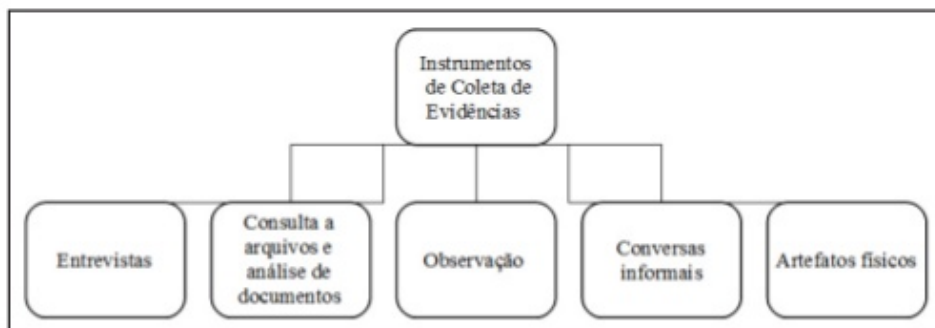 Instrumentos
de Coleta de
Evidências
Entrevistas
Consulta a
arquivos e
análise de
documentos
Observação
Conversas
informais
Artefatos físicos